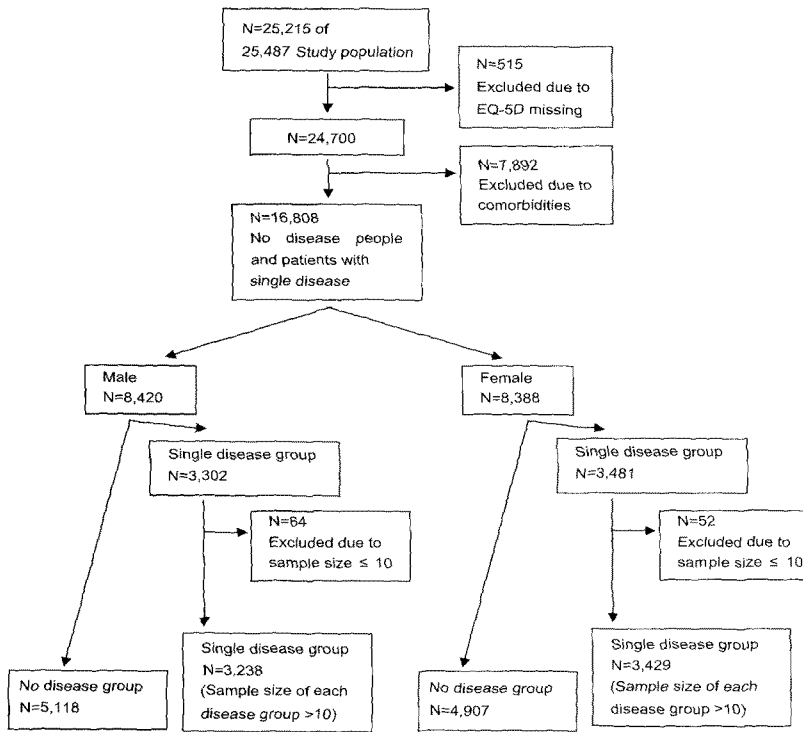 N=25,215 of
25,487 Study population
N=515
Excluded due to
EQ-5D missing
N=24,700
N=7,892
Excluded due to
comorbidities
N=16,808
No disease people
and patients with
single disease
Male
N=8,420
Female
N=8,388
Single disease group
N=3,302
Single disease group
N=3,481
N=64
Excluded due to
sample size ≤ 10
N=52
Excluded due to
sample size ≤ 10
Single disease group
N=3,238
(Sample size of each
disease group >10)
Single disease group
N=3,429
(Sample size of each
disease group >10)
No disease group
N=5,118
No disease group
N=4,907